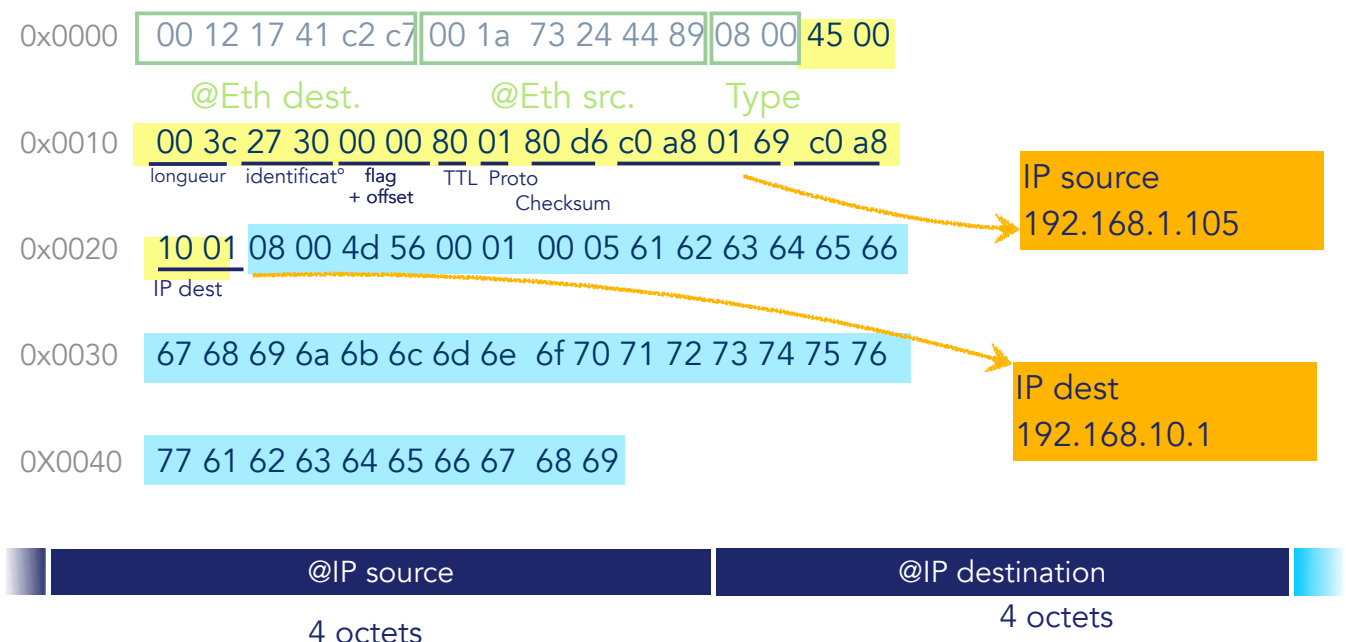 0x0000 00 12 17 41 c2 c7 00 1a 73 24 44 89 08 00 45 00
@Eth dest. @Eth src. Type
0x0010 00 3c 27 30 00 00 80 01 80 d6 c0 a8 01 69 c0 a8
longueur identificat° flag TTL Proto
+ offset Checksum
IP source
192.168.1.105
0x0020 10 01 08 00 4d 56 00 01 00 05 61 62 63 64 65 66
IP dest
0x0030 67 68 69 6a 6b 6c 6d 6e 6f 70 71 72 73 74 75 76
IP dest
192.168.10.1
0X0040 77 61 62 63 64 65 66 67 68 69
@IP source @IP destination
4 octets 4 octets